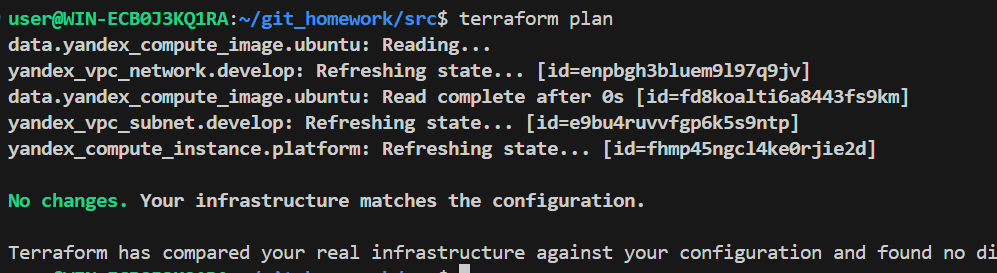 user@WIN-ECB0J3KQ1RA:~/git_homework/src$ terraform plan
data.yandex_compute_image.ubuntu: Reading...
yandex_vpc_network.develop: Refreshing state... [id=enpbgh3bluem9l97q9jv]
data.yandex_compute_image.ubuntu: Read complete after 0s [id=fd8koalti6a8443fs9km]
yandex_vpc_subnet.develop: Refreshing state... [id=e9bu4ruvvfgp6k5s9ntp]
yandex_compute_instance.platform: Refreshing state... [id=fhmp45ngcl4ke0rjie2d]
No changes. Your infrastructure matches the configuration.
Terraform has compared your real infrastructure against your configuration and found no di